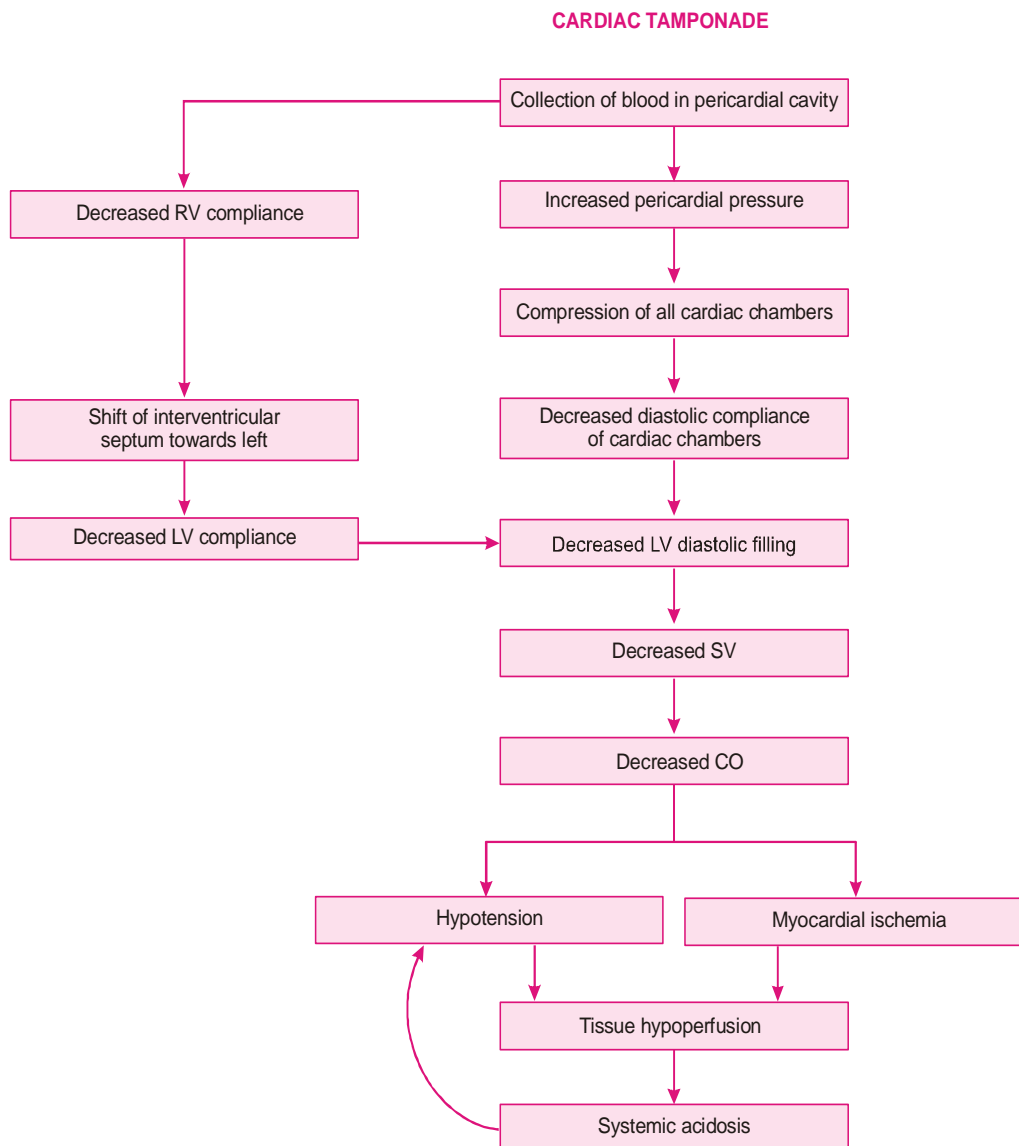 CARDIAC TAMPONADE
Collection of blood in pericardial cavity
Decreased RV compliance
Increased pericardial pressure
Compression of all cardiac chambers
Shift of interventricular
septum towards left
Decreased diastolic compliance
of cardiac chambers
Decreased LV compliance
Decreased LV diastolic filling
Decreased SV
Decreased CO
Hypotension
Myocardial ischemia
Tissue hypoperfusion
Systemic acidosis